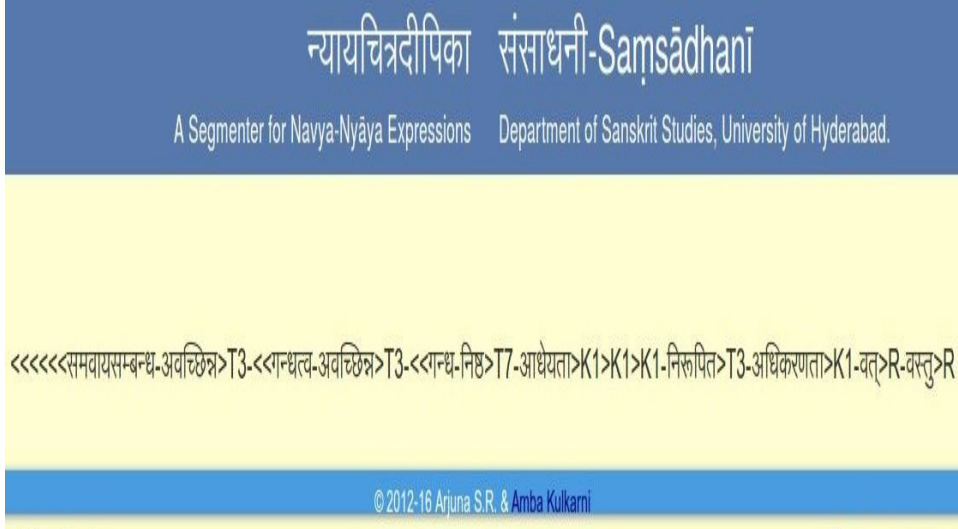 न्यायचित्रदीपिका संसाधनी-Saṃsādhanī
A Segmenter for Navya-Nyāya Expressions Department of Sanskrit Studies, University of Hyderabad.
<<<<<<समवायसम्बन्ध-अवच्छिन्न>T3-<<गन्धत्व-अवच्छिन्न>T3-<<गन्ध-निष्ठ>T7-आधेयता>K1>K1>K1-निरूपित>T3-अधिकरणता>K1-वत्>R-वस्तु>R
© 2012-16 Arjuna S.R. & Amba Kulkarni